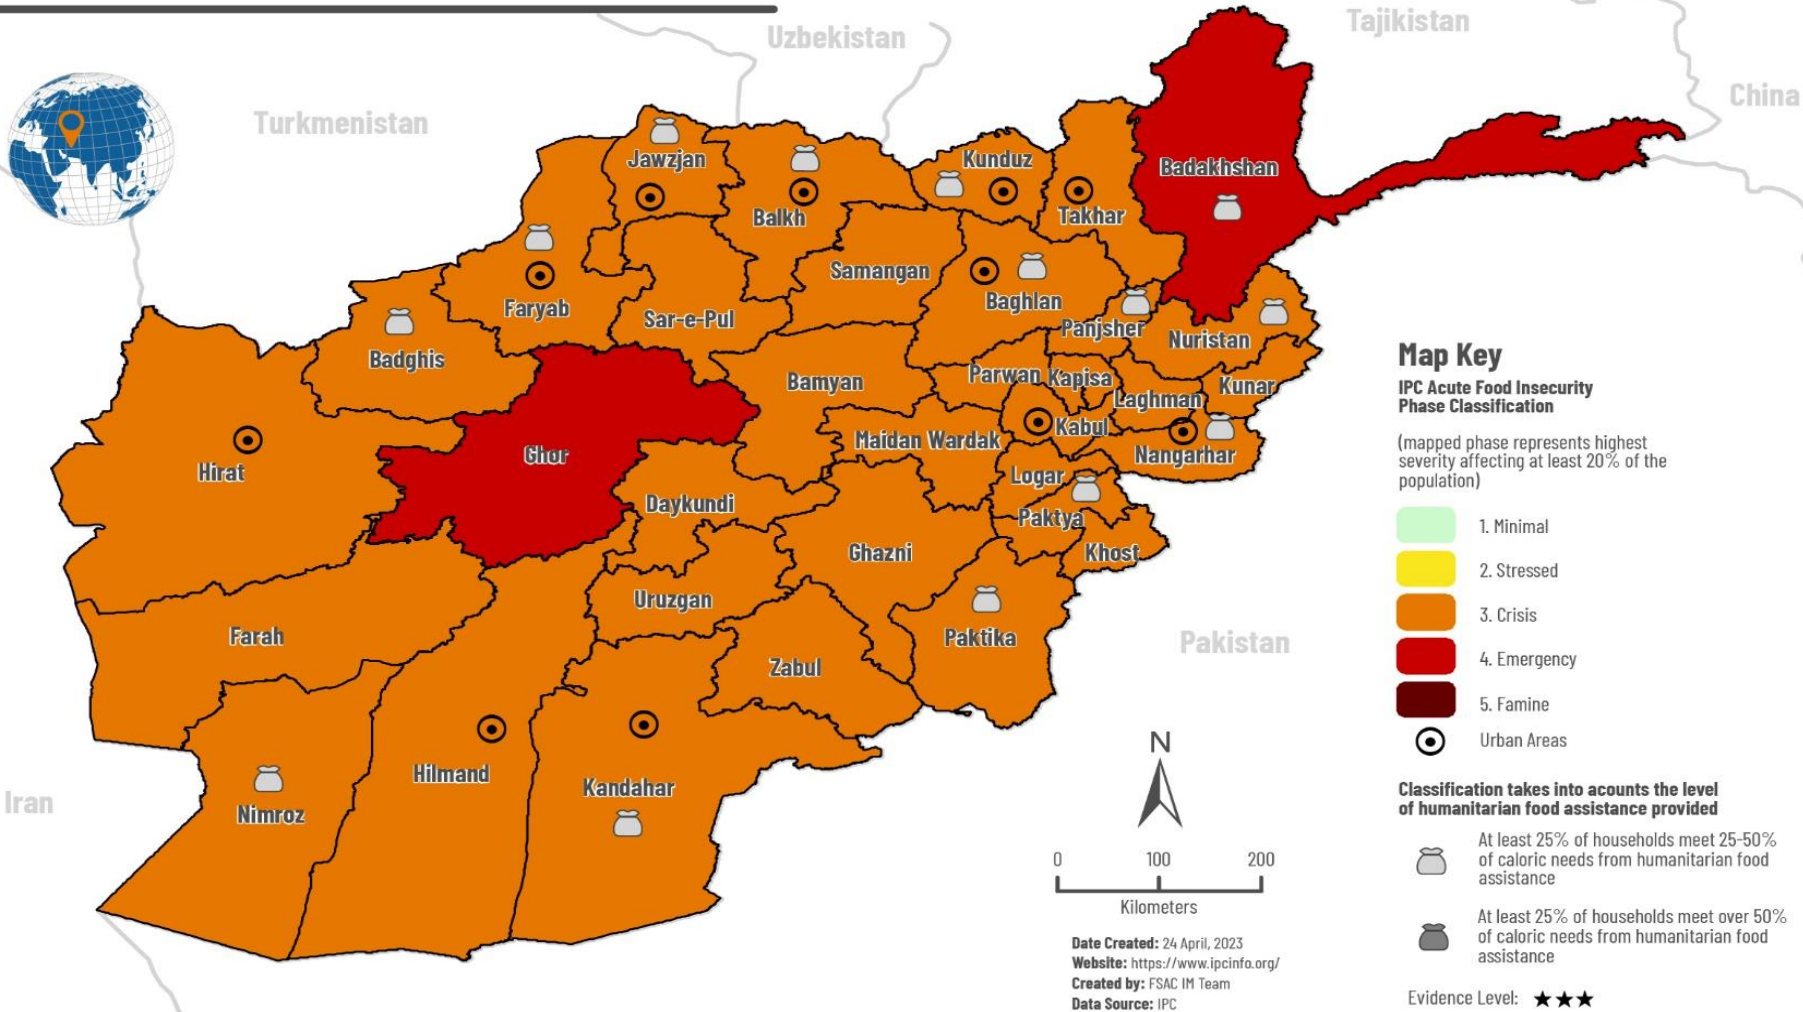 Uzbekistan
Tajikistan
China
Turkmenistan
Jawzjan
Kunduz
Badakhshan
Balkh
Takhar
Samangan
Baghlan
Faryab
Sar-e-Pul
Panjsher
Nuristan
Badghis
Bamyan
Parwan
Kapisa
Kunar
Laghman
Kabul
Maidan Wardak
Nangarhar
Ghor
Hirat
Logar
Daykundi
Paktya
Ghazni
Khost
Uruzgan
Farah
Paktika
Pakistan
Zabul
Hilmand
Kandahar
Nimroz
Iran
N
0 100 200
Kilometers
Date Created: 24 April, 2023
Website: https://www.ipcinfo.org/
Created by: FSAC IM Team
Data Source: IPC
Map Key
IPC Acute Food Insecurity
Phase Classification
(mapped phase represents highest
severity affecting at least 20% of the
population)
1. Minimal
2. Stressed
3. Crisis
4. Emergency
5. Famine
Urban Areas
Classification takes into acounts the level
of humanitarian food assistance provided
At least 25% of households meet 25-50%
of caloric needs from humanitarian food
assistance
At least 25% of households meet over 50%
of caloric needs from humanitarian food
assistance
Evidence Level: ★★★